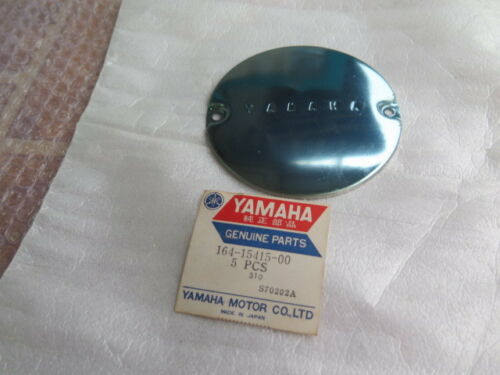 YAMAHA
YAMAHA
純正部品
GENUINE PARTS
164-15415-00
5 PCS
310
S70202A
YAMAHA MOTOR CO.,LTD
MADE IN JAPAN